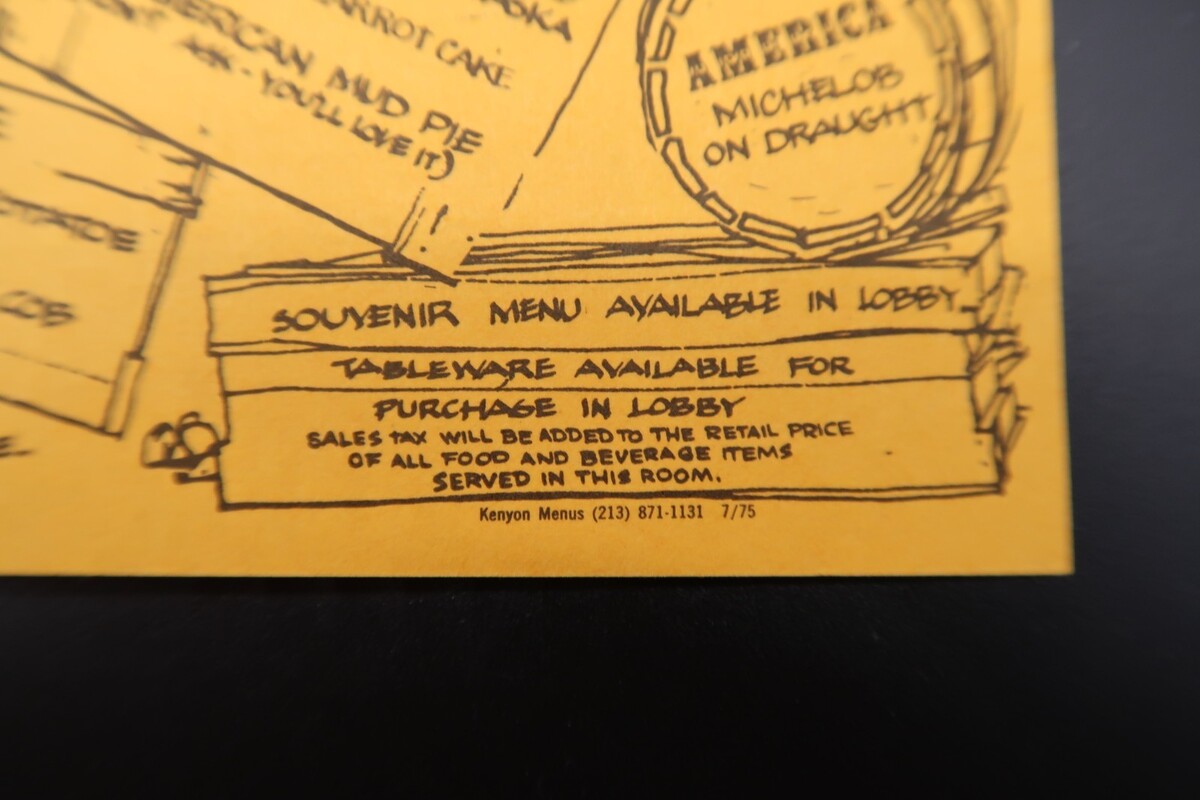 CARROT CAKE
MUD PIE
ASK - YOU'LL LOVE IT)
AMERICA
MICHELOB
ON DRAUGHT
SOUVENIR MENU AVAILABLE IN LOBBY
TABLEWARE AVAILABLE FOR
PURCHASE IN LOBBY
SALES TAX WILL BE ADDED TO THE RETAIL PRICE
OF ALL FOOD AND BEVERAGE ITEMS
SERVED IN THIS ROOM.
Kenyon Menus (213) 871-1131 7/75